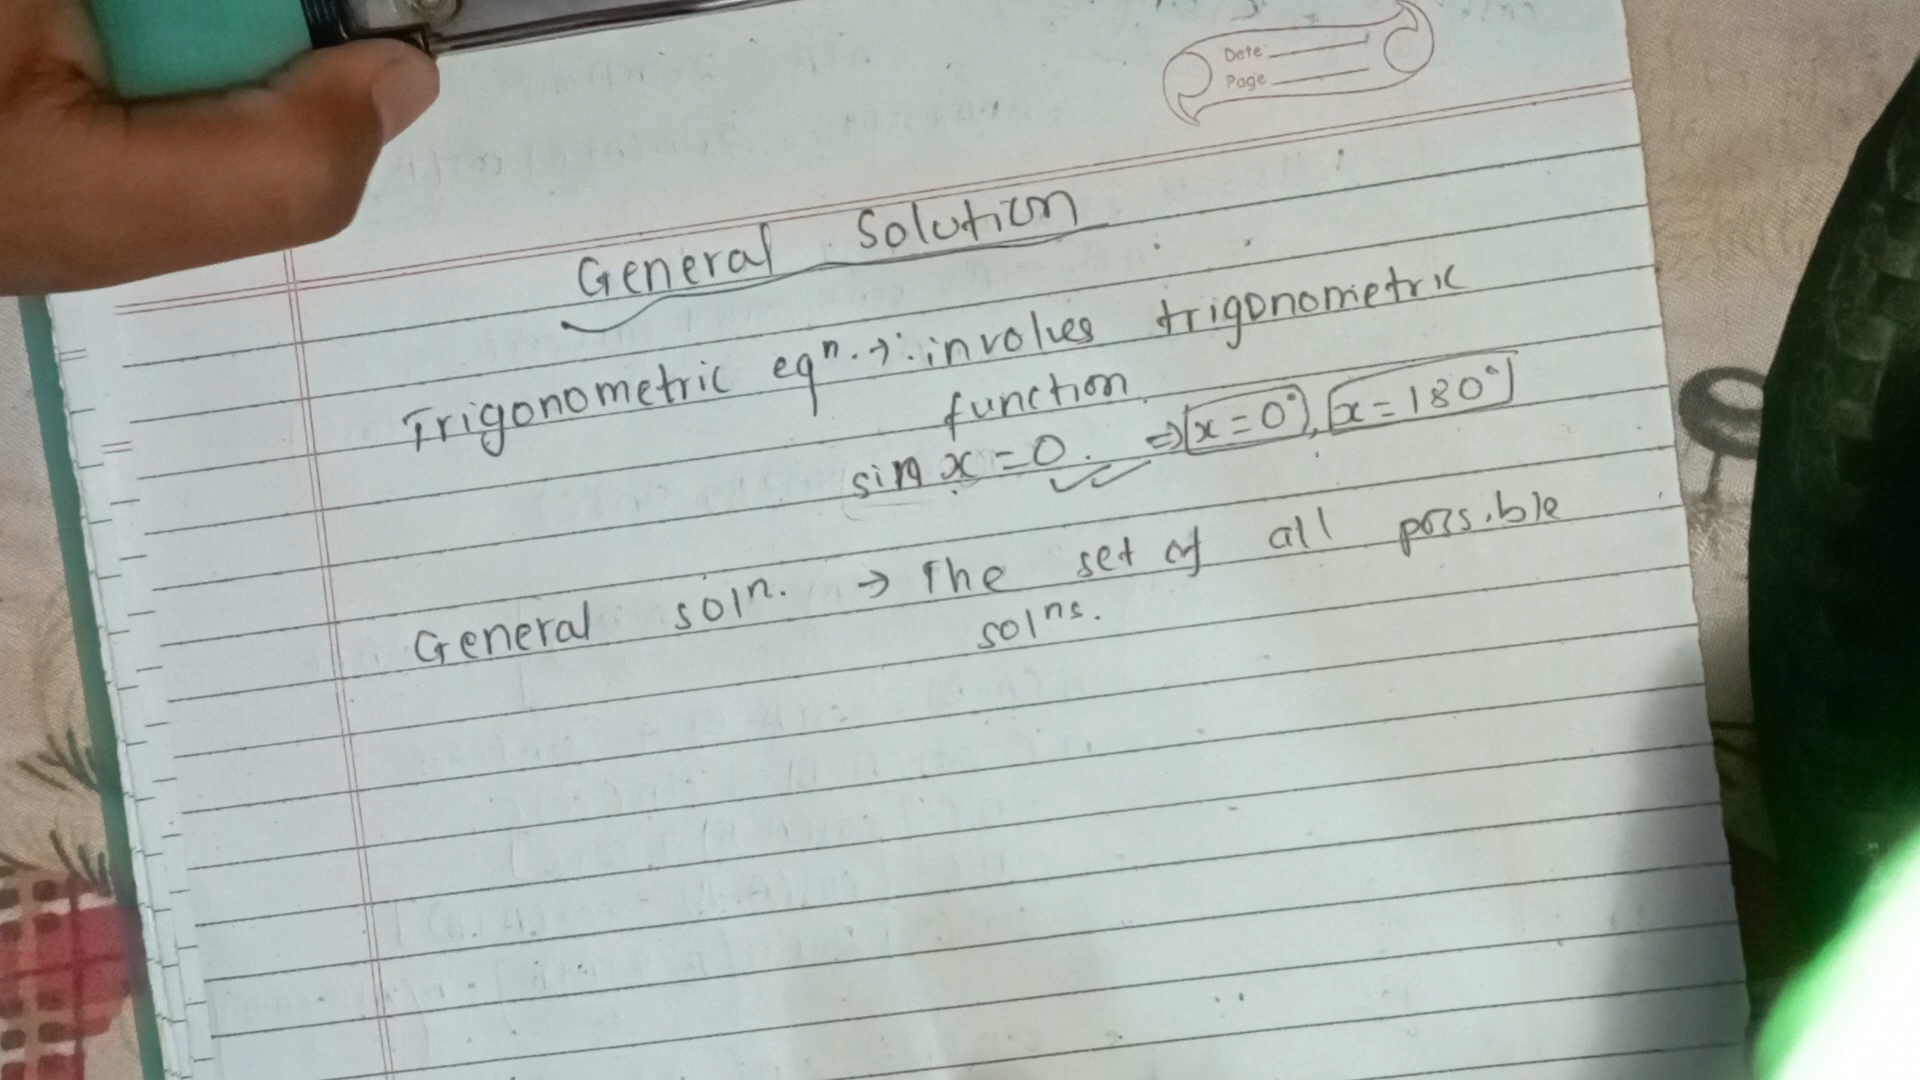 Date
Page
General Solution
Trigonometric eqⁿ. → involves trigonometric
function.
sin x = 0. ⇒ x = 0°, x = 180°
General solⁿ. → The set of all possible
solⁿˢ.